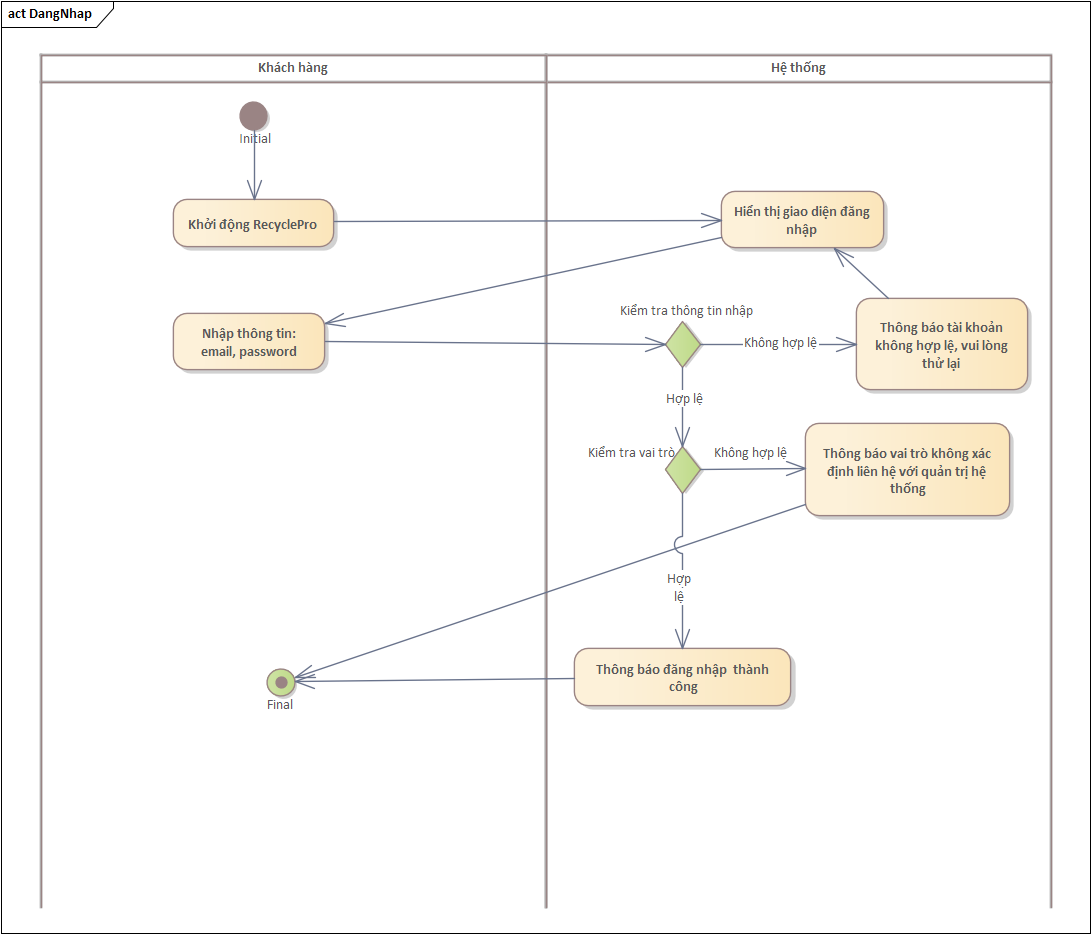 act DangNhap
Khách hàng
Hệ thống
Initial
Khởi động RecyclePro
Hiển thị giao diện đăng
nhập
Nhập thông tin:
email, password
Kiểm tra thông tin nhập
Không hợp lệ
Thông báo tài khoản
không hợp lệ, vui lòng
thử lại
Hợp lệ
Kiểm tra vai trò
Không hợp lệ
Thông báo vai trò không xác
định liên hệ với quản trị hệ
thống
Hợp
lệ
Thông báo đăng nhập  thành
công
Final